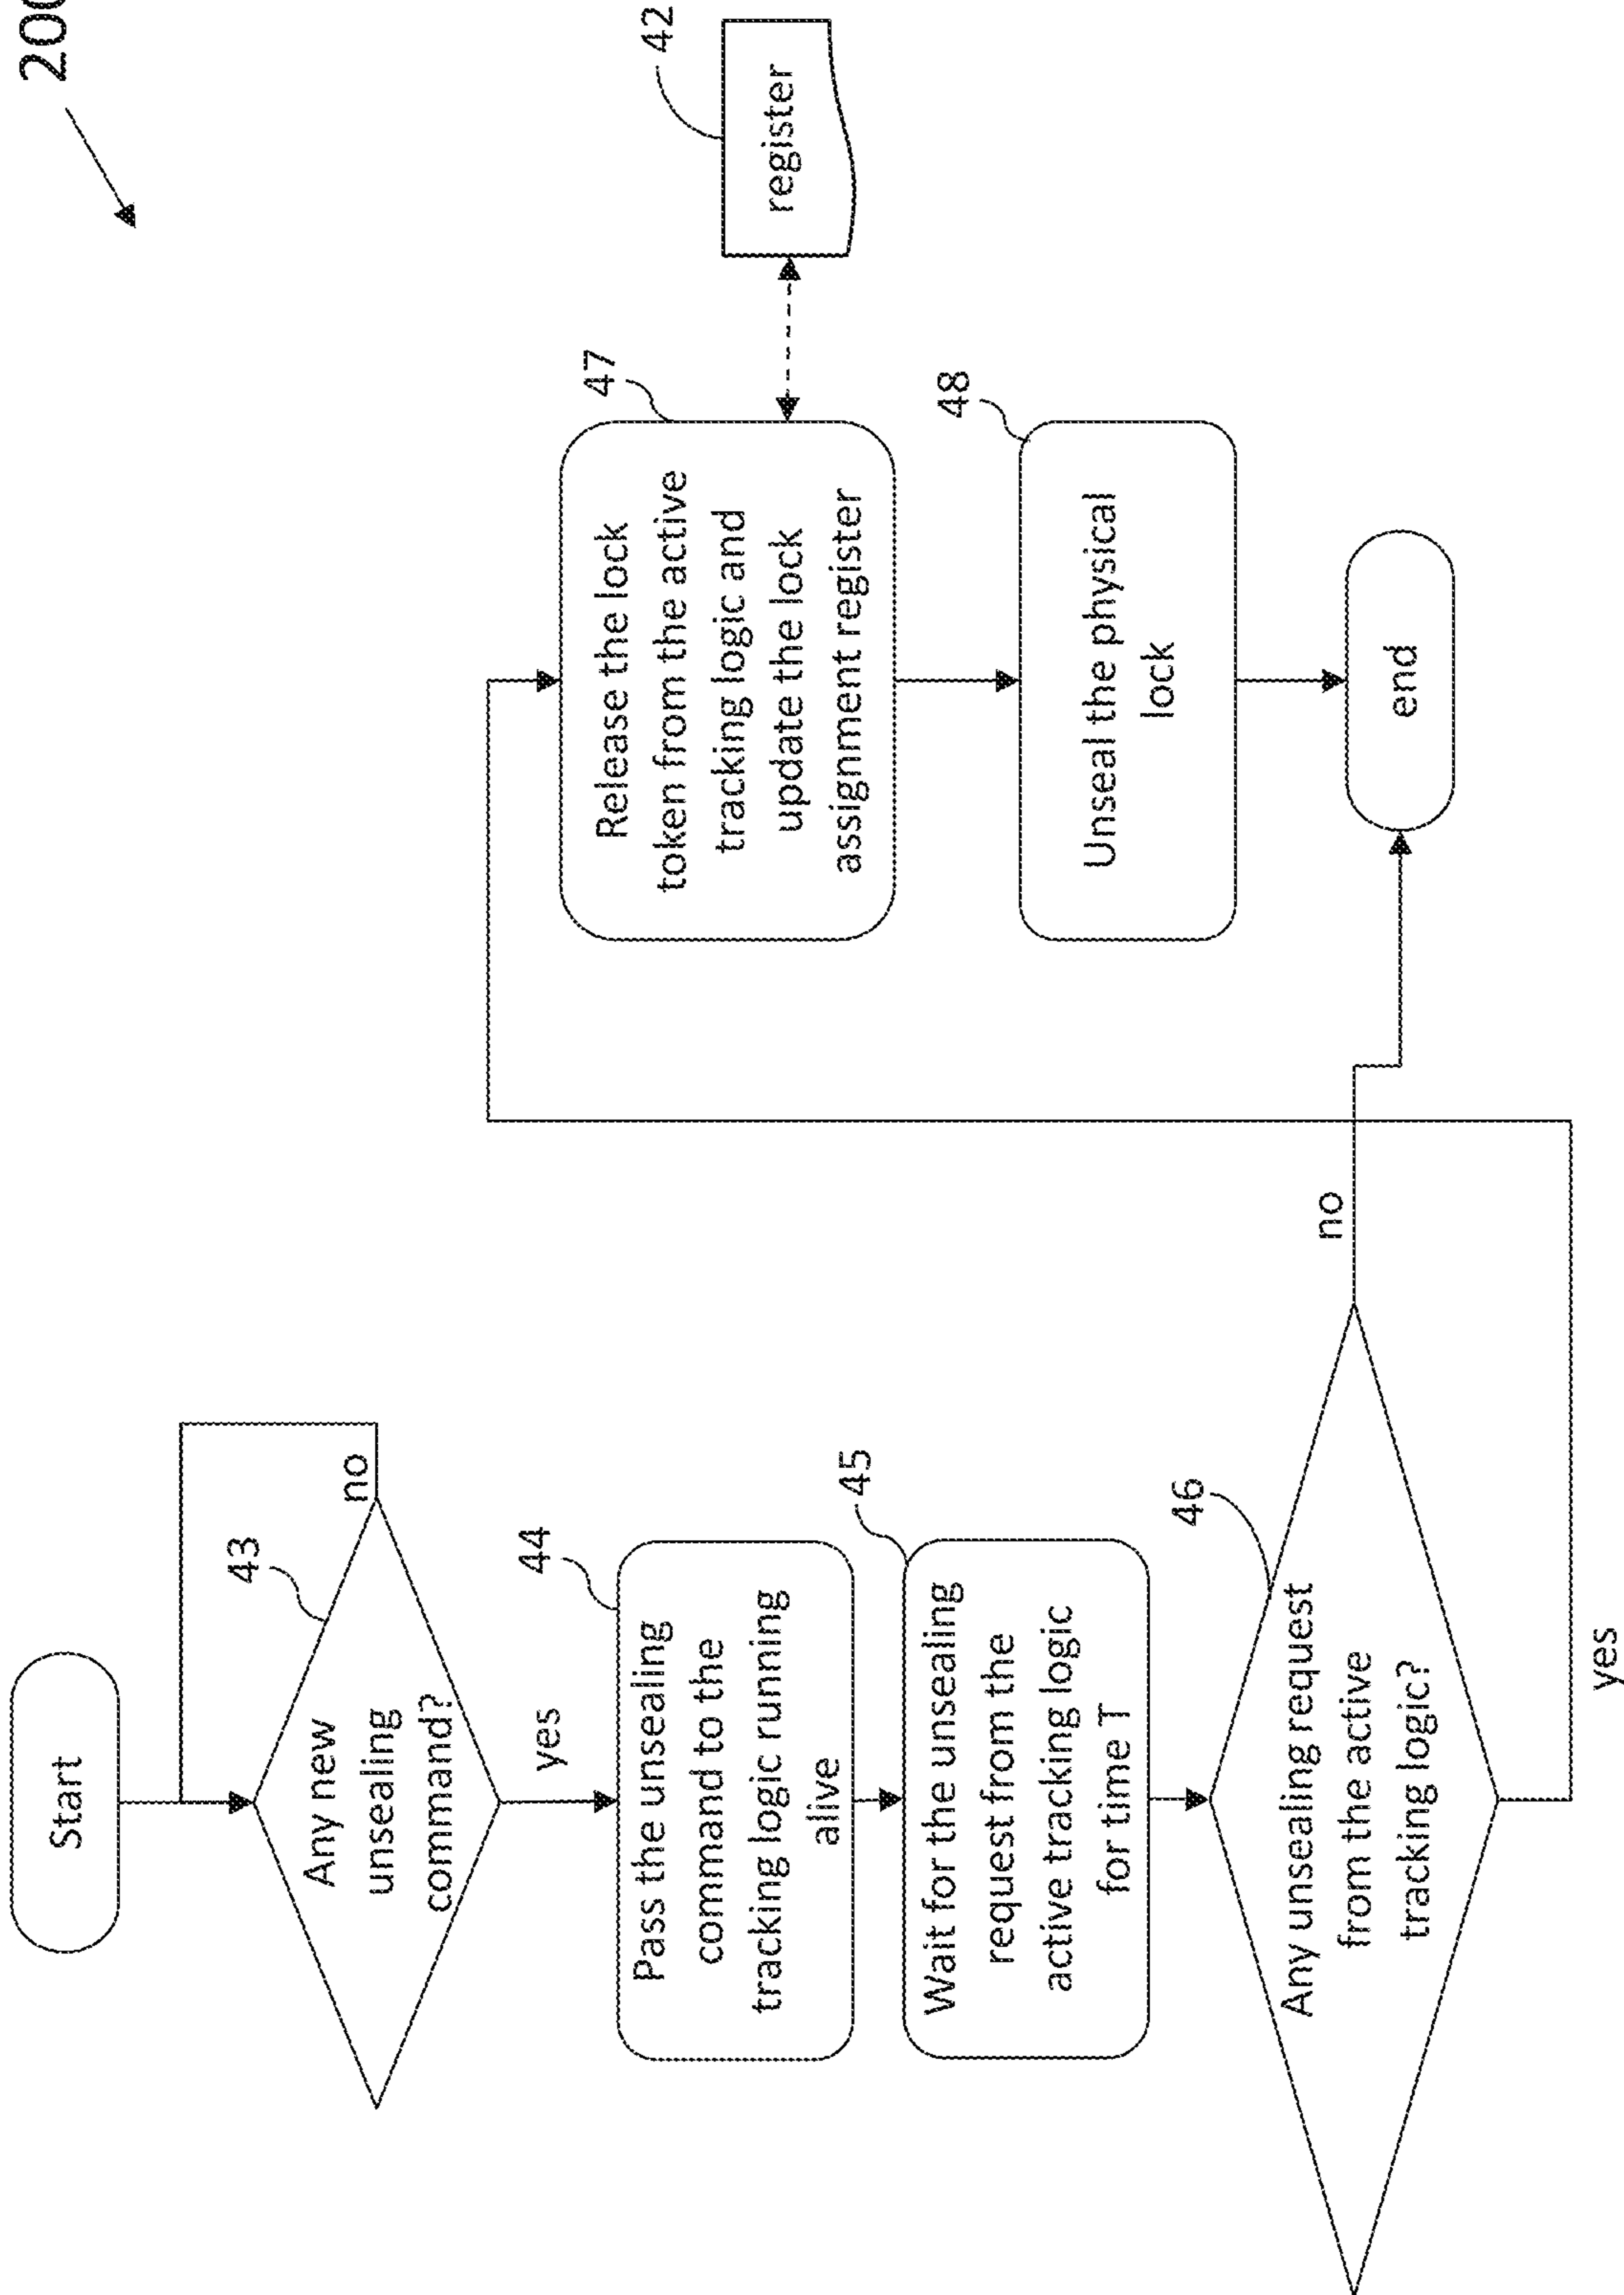 200
Start
43
Any new
unsealing
command?
no
yes
44
Pass the unsealing
command to the
tracking logic running
alive
45
Wait for the unsealing
request from the
active tracking logic
for time T
46
Any unsealing request
from the active
tracking logic?
no
yes
47
Release the lock
token from the active
tracking logic and
update the lock
assignment register
42
register
48
Unseal the physical
lock
end